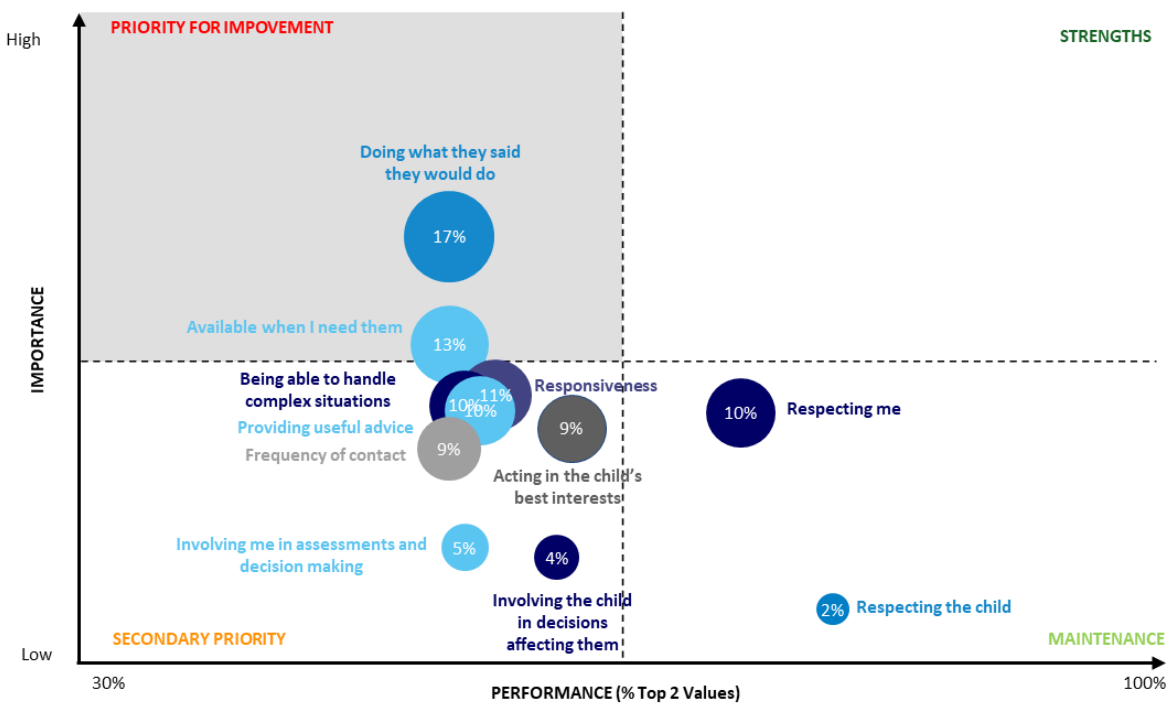 High
PRIORITY FOR IMPOVEMENT
STRENGTHS
Doing what they said
they would do
17%
Available when I need them
13%
IMPORTANCE
Being able to handle
complex situations
Responsiveness
11%
10%
10%
Providing useful advice
Frequency of contact
9%
9%
Acting in the child's
best interests
10%
Respecting me
Involving me in assessments and
decision making
5%
4%
Involving the child
in decisions
affecting them
2%
Respecting the child
SECONDARY PRIORITY
MAINTENANCE
Low
30%
100%
PERFORMANCE (% Top 2 Values)